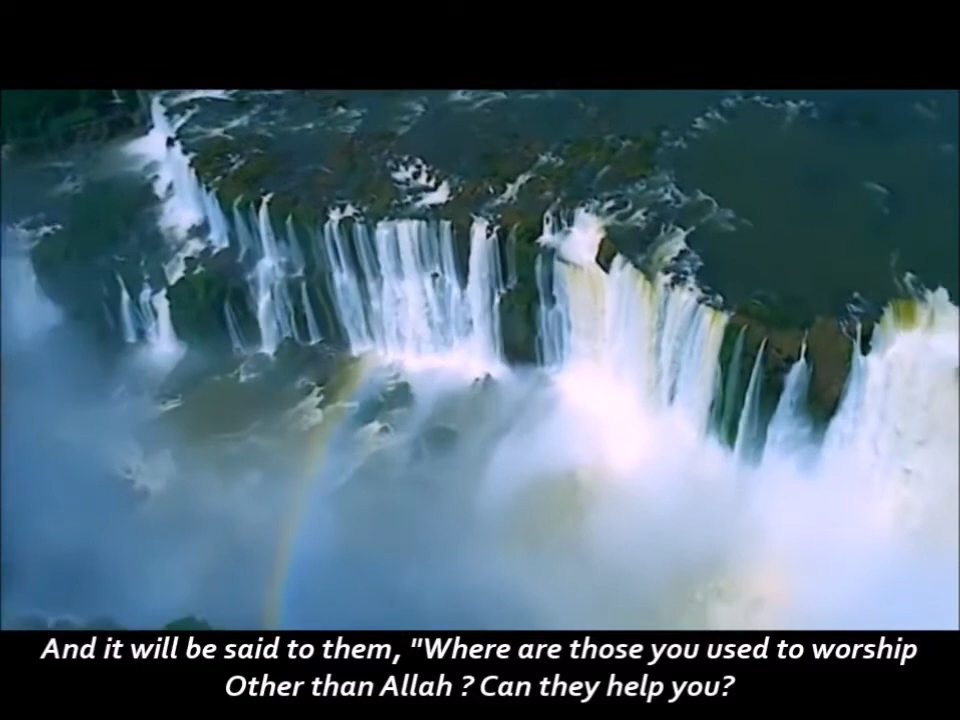 And it will be said to them, "Where are those you used to worship
Other than Allah ? Can they help you?